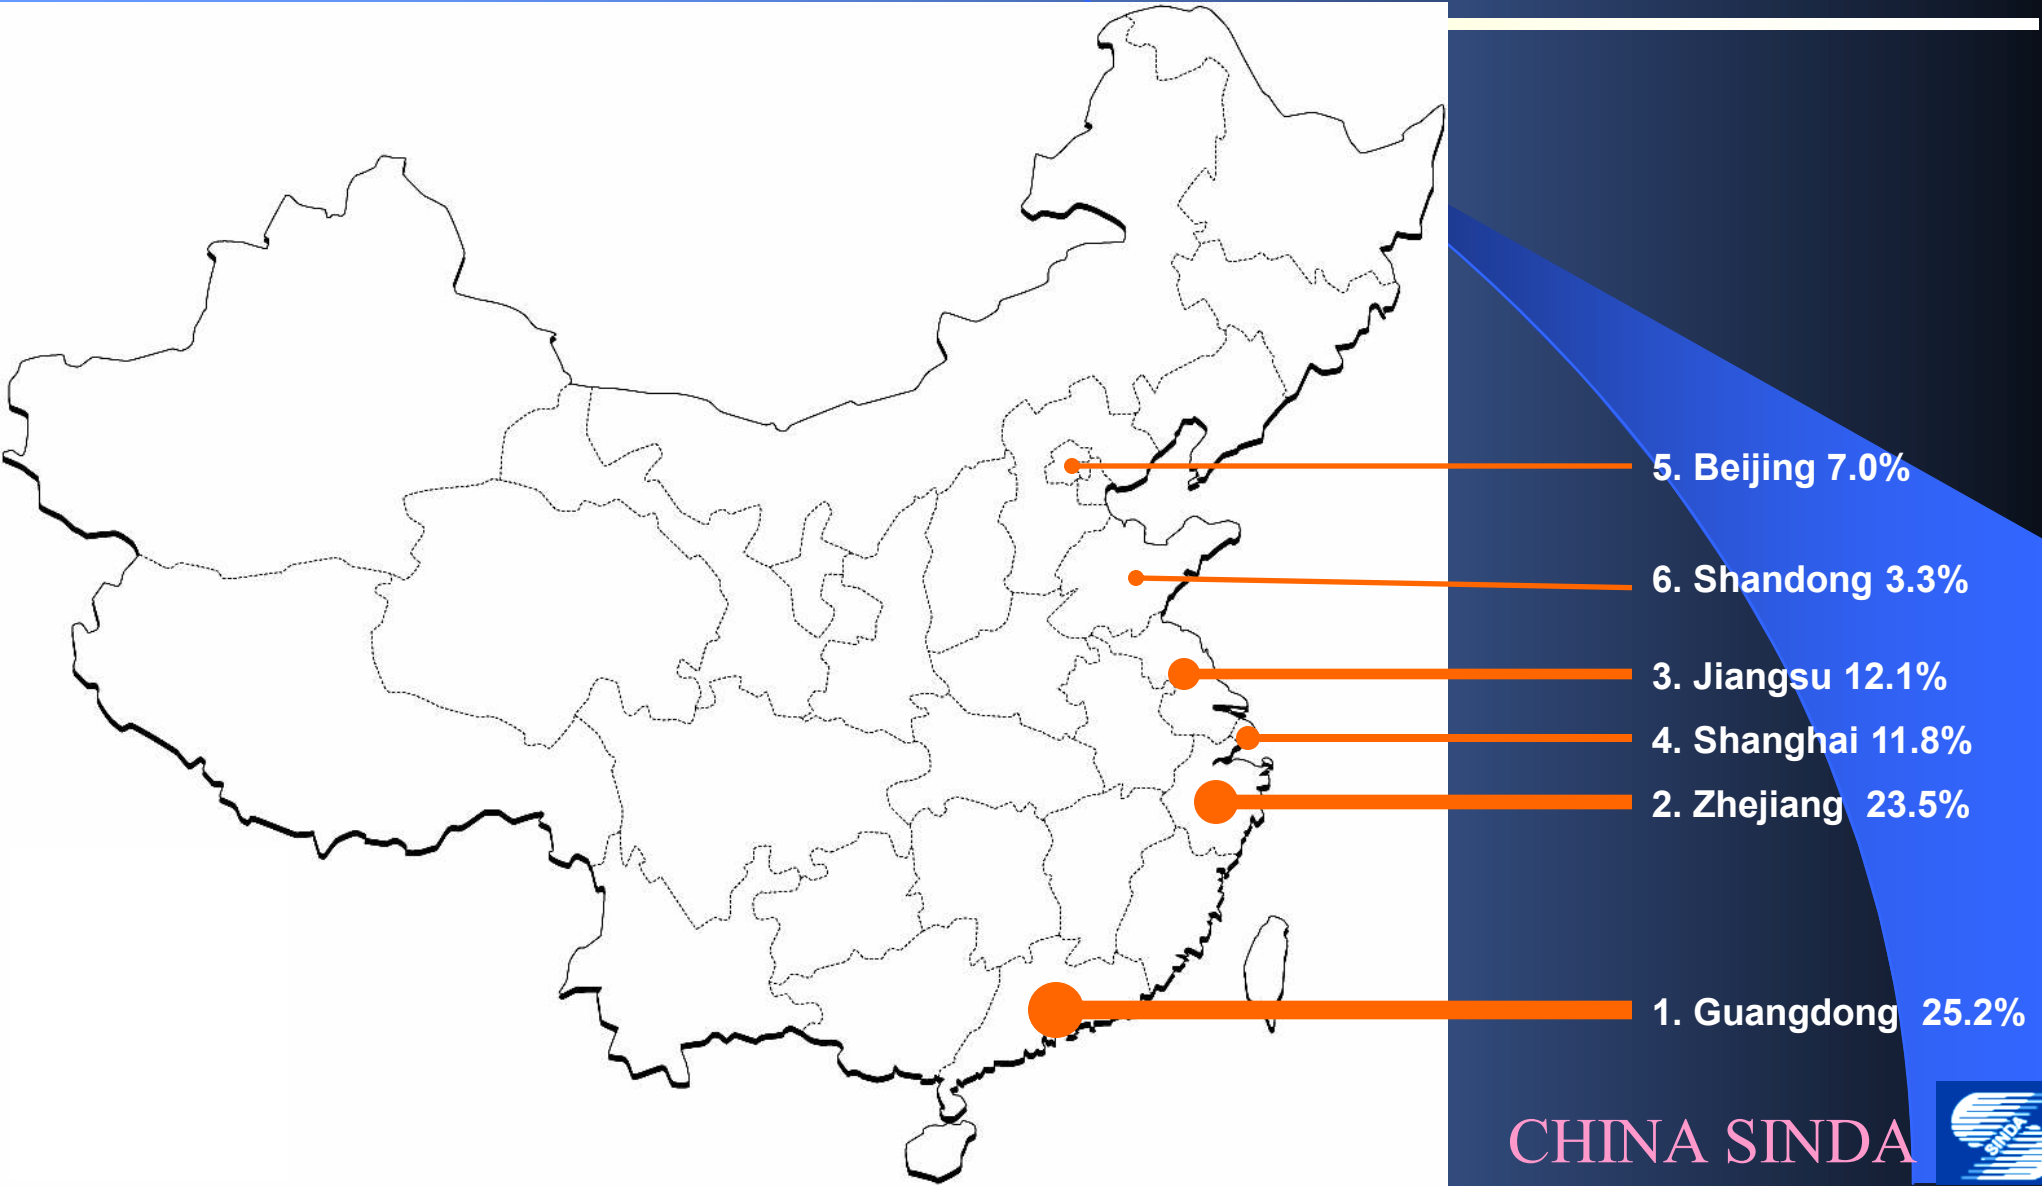 5. Beijing 7.0%
6. Shandong 3.3%
3. Jiangsu 12.1%
4. Shanghai 11.8%
2. Zhejiang 23.5%
1. Guangdong 25.2%
CHINA SINDA
SINDA